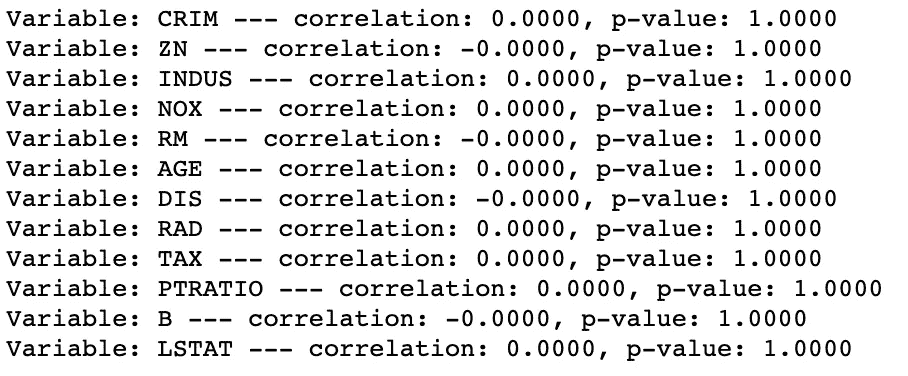 Variable: CRIM --- correlation: 0.0000, p-value: 1.0000
Variable: ZN --- correlation: -0.0000, p-value: 1.0000
Variable: INDUS --- correlation: 0.0000, p-value: 1.0000
Variable: NOX --- correlation: 0.0000, p-value: 1.0000
Variable: RM --- correlation: -0.0000, p-value: 1.0000
Variable: AGE --- correlation: 0.0000, p-value: 1.0000
Variable: DIS --- correlation: -0.0000, p-value: 1.0000
Variable: RAD --- correlation: 0.0000, p-value: 1.0000
Variable: TAX --- correlation: 0.0000, p-value: 1.0000
Variable: PTRATIO --- correlation: 0.0000, p-value: 1.0000
Variable: B --- correlation: -0.0000, p-value: 1.0000
Variable: LSTAT --- correlation: 0.0000, p-value: 1.0000